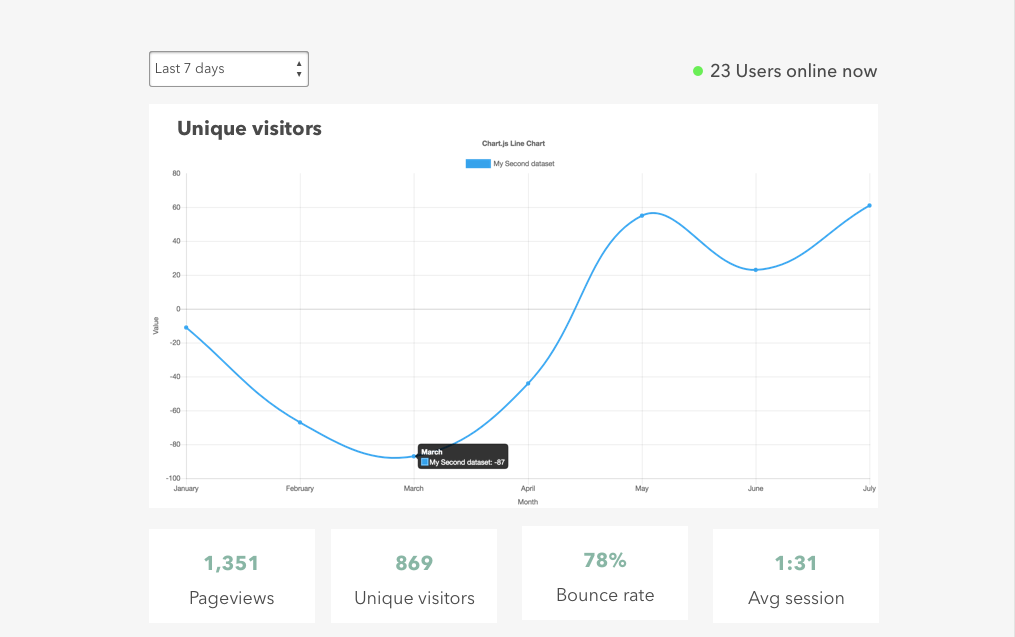 Last 7 days
23 Users online now
Unique visitors
Chart.js Line Chart
My Second dataset
80
60
40
20
0
-20
-40
-60
-80
-100
Value
March
My Second dataset: -87
January February March April May June July
Month
1,351
Pageviews
869
Unique visitors
78%
Bounce rate
1:31
Avg session